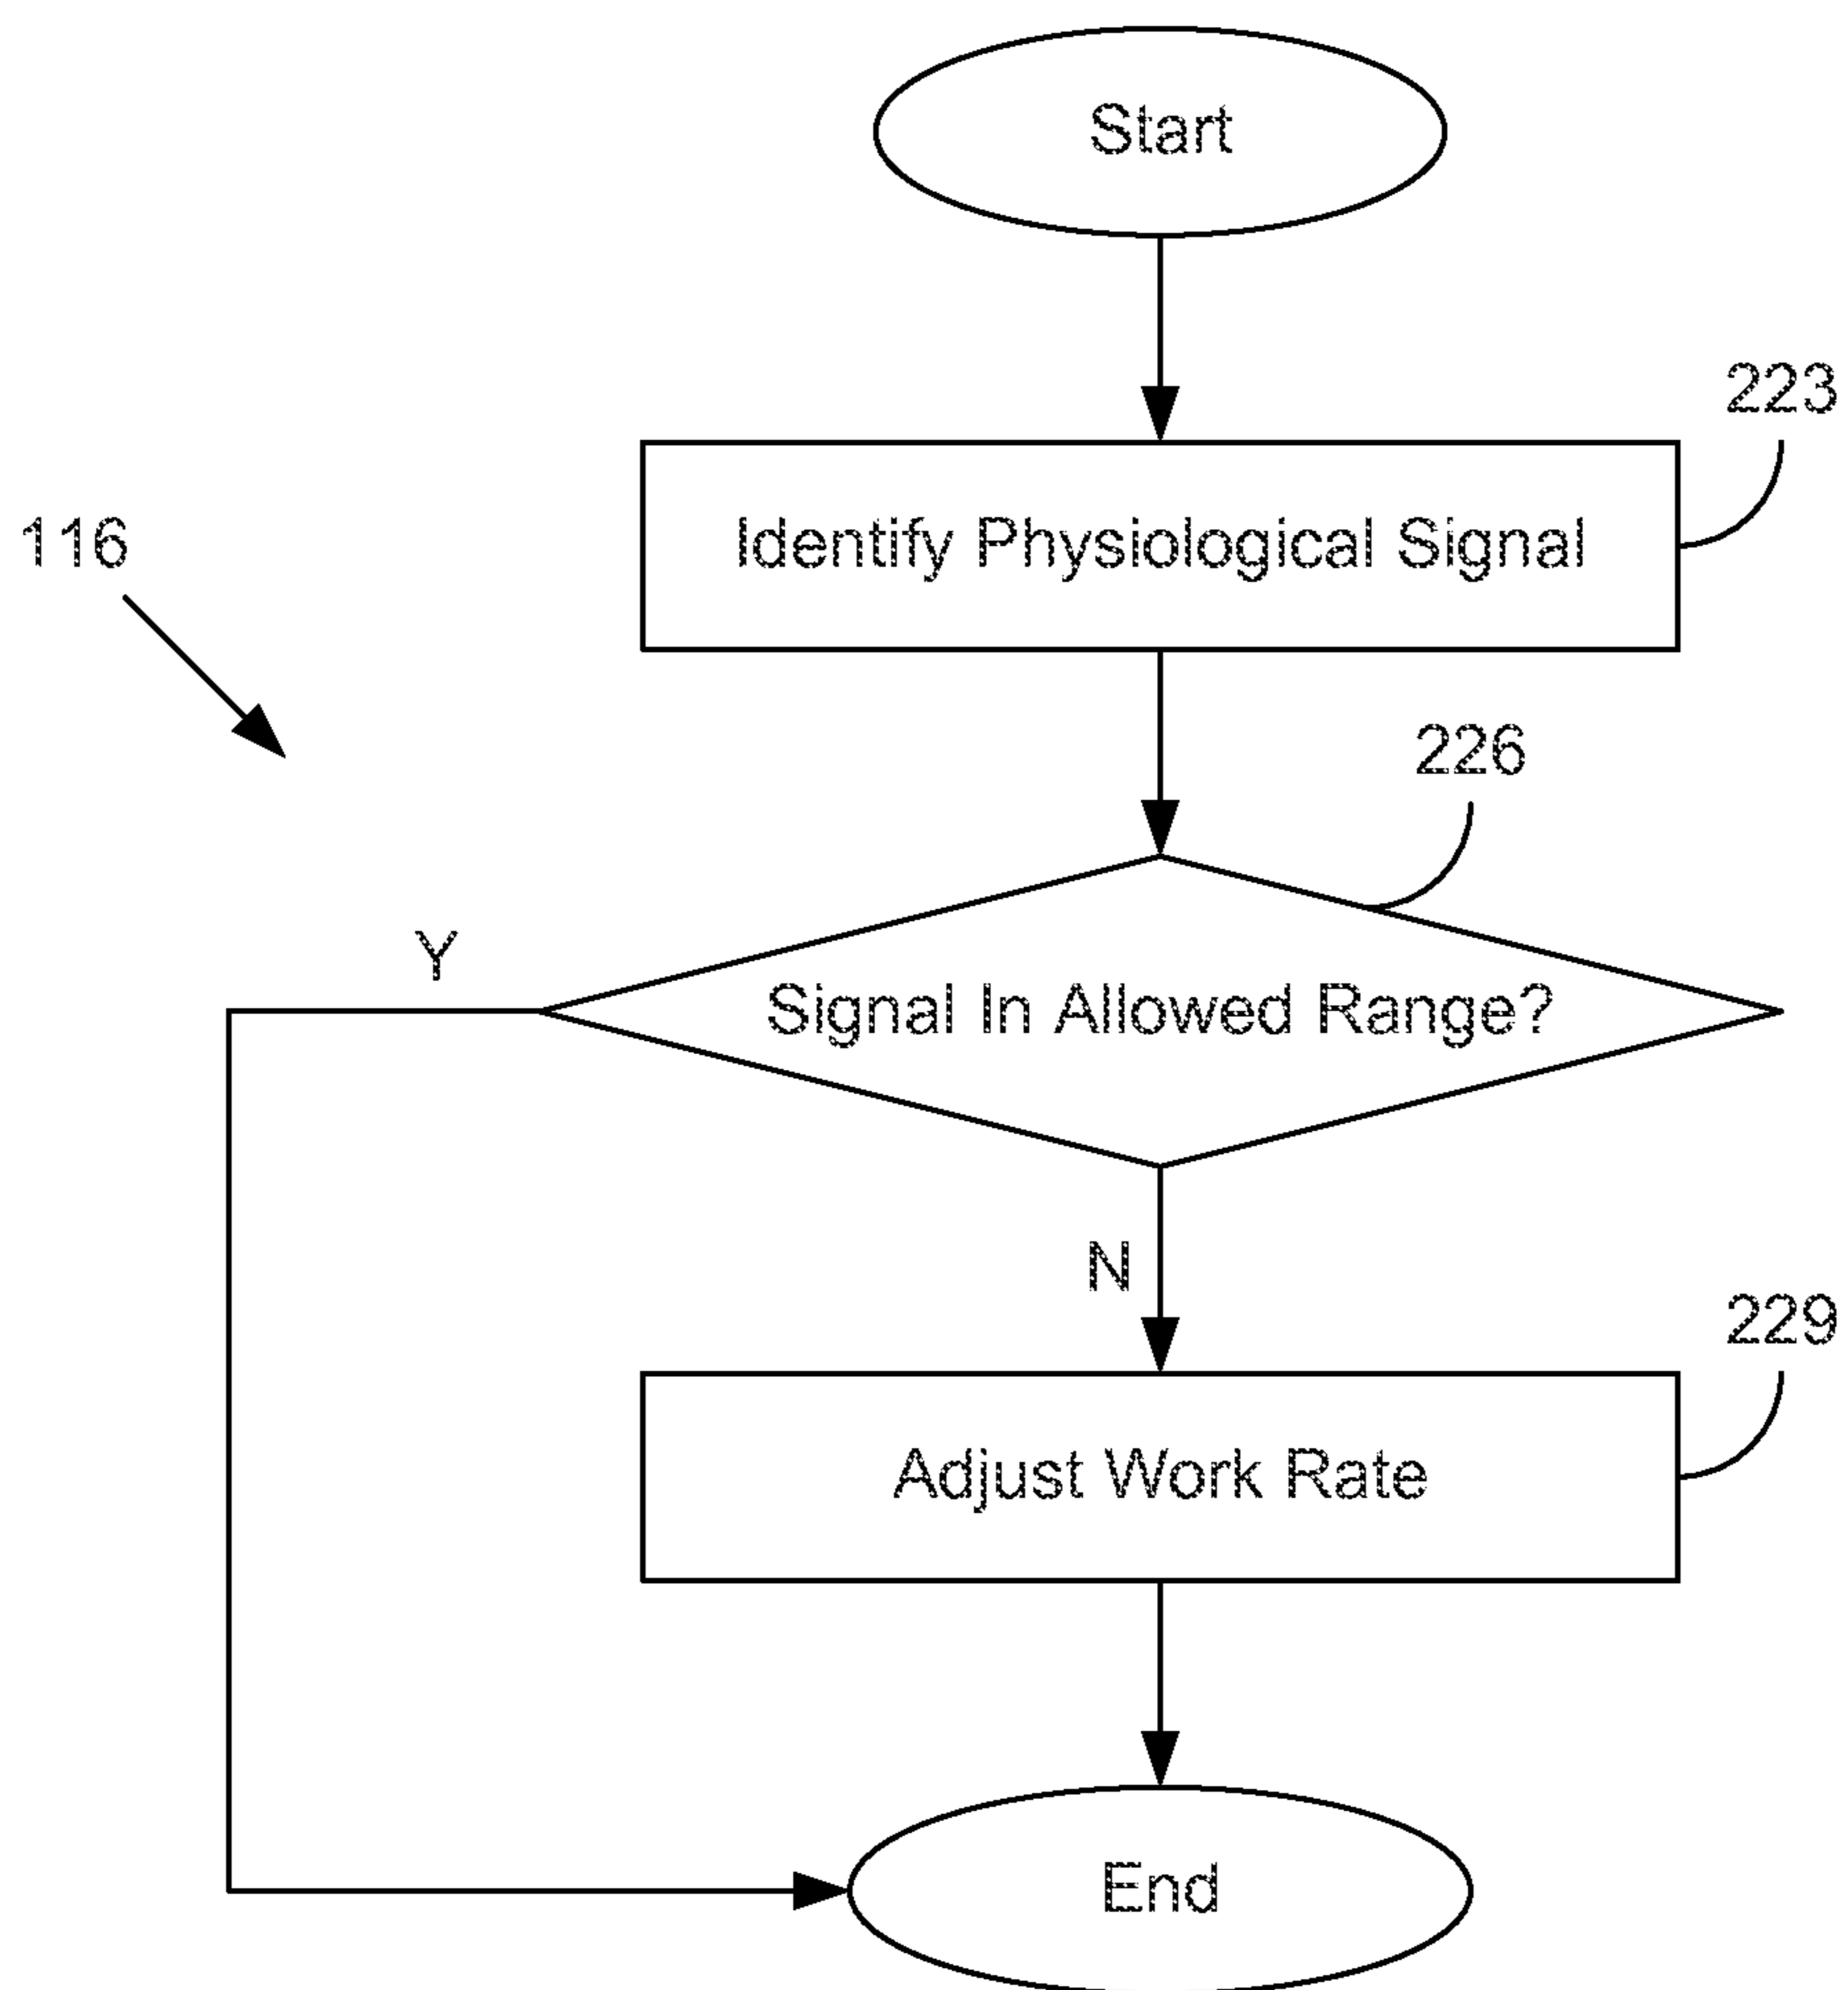 Start
223
Identify Physiological Signal
116
226
Y
Signal In Allowed Range?
N
229
Adjust Work Rate
End